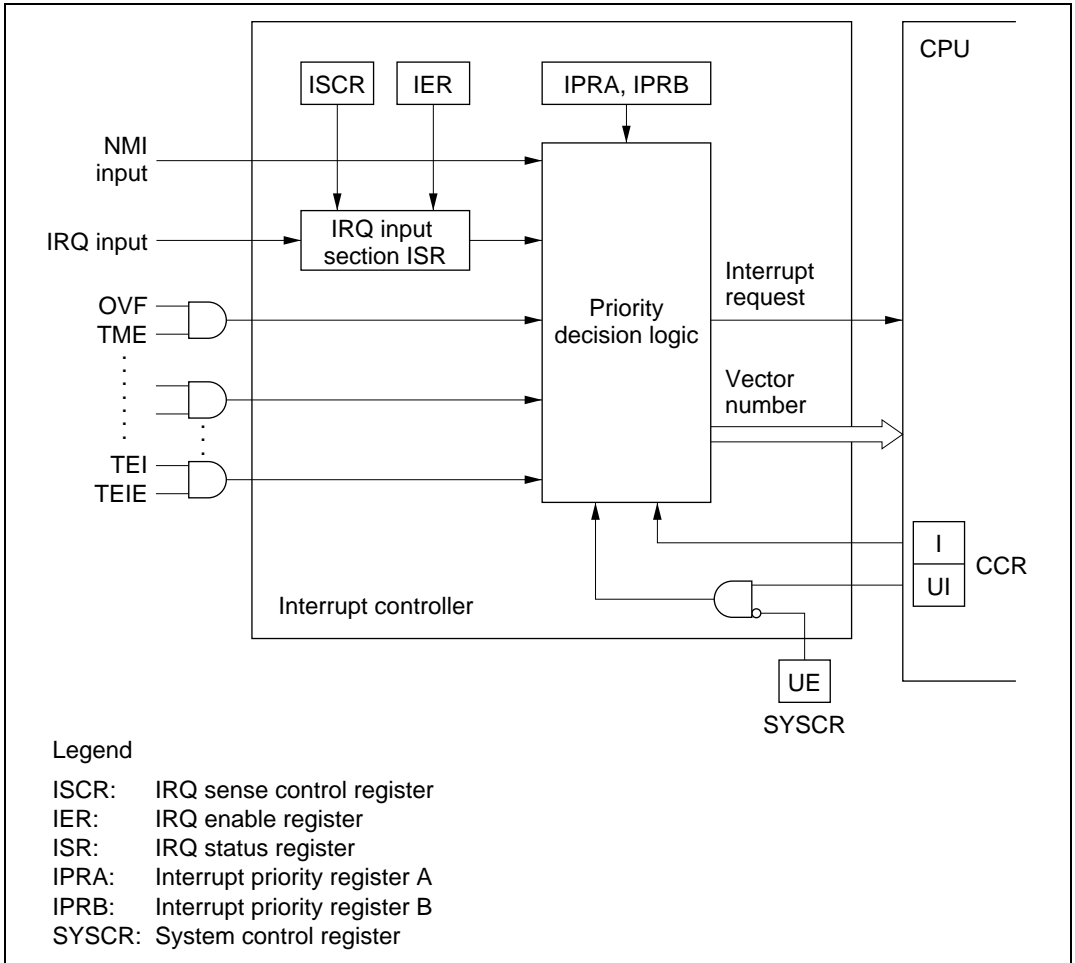 CPU
ISCR
IER
IPRA, IPRB
NMI
input
IRQ input
IRQ input
section ISR
OVF
TME
Priority
decision logic
Interrupt
request
Vector
number
TEI
TEIE
I
UI
CCR
Interrupt controller
UE
SYSCR
Legend
ISCR: IRQ sense control register
IER: IRQ enable register
ISR: IRQ status register
IPRA: Interrupt priority register A
IPRB: Interrupt priority register B
SYSCR: System control register